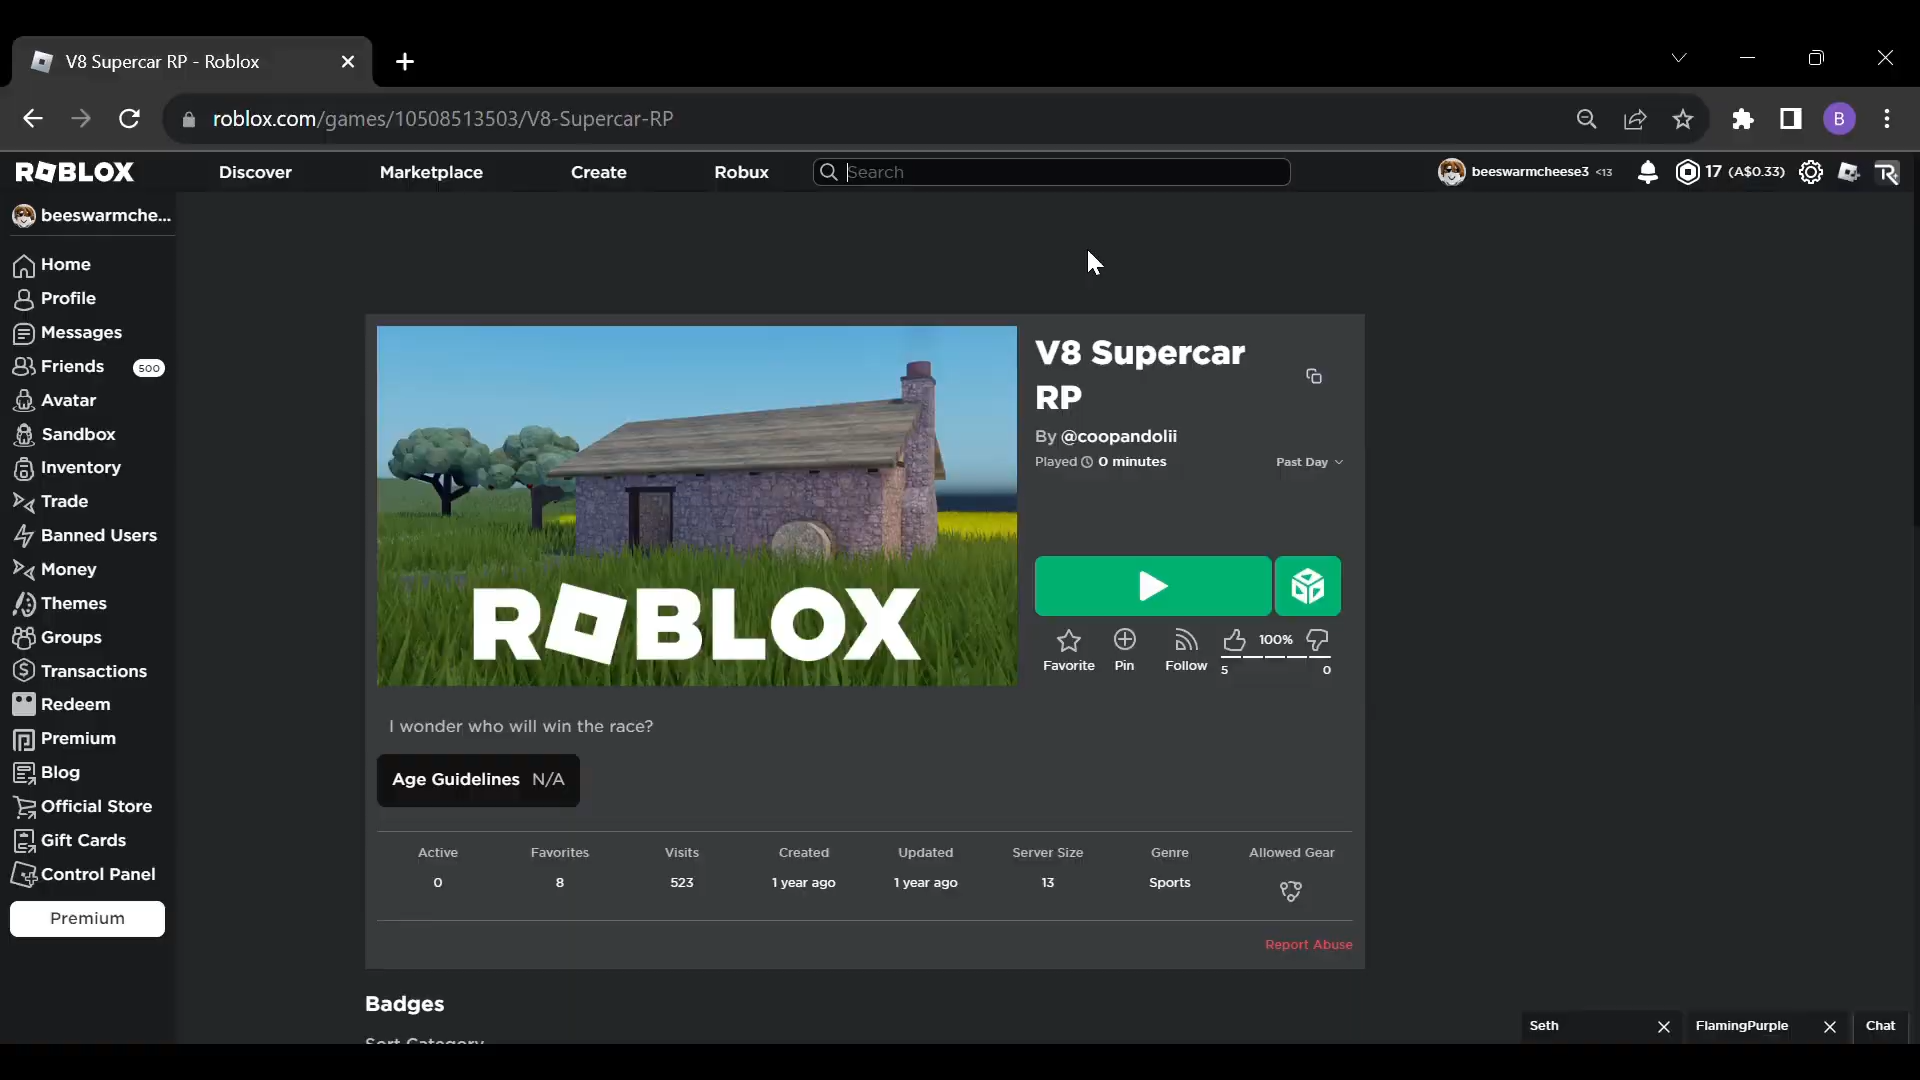 V8 Supercar RP - Roblox
roblox.com/games/10508513503/V8-Supercar-RP
B
ROBLOX
Discover
Marketplace
Create
Robux
Search
beeswarmcheese3 <13
17 (A$0.33)
beeswarmche...
Home
Profile
Messages
Friends 500
Avatar
Sandbox
Inventory
Trade
Banned Users
Money
Themes
Groups
Transactions
Redeem
Premium
Blog
Official Store
Gift Cards
Control Panel
Premium
ROBLOX
V8 Supercar
RP
By @coopandolii
Played 0 minutes
Past Day
Favorite
Pin
Follow
100%
5
0
I wonder who will win the race?
Age Guidelines N/A
Active Favorites Visits Created Updated Server Size Genre Allowed Gear
0 8 523 1 year ago 1 year ago 13 Sports
Report Abuse
Badges
Sort Category
Seth
FlamingPurple
Chat